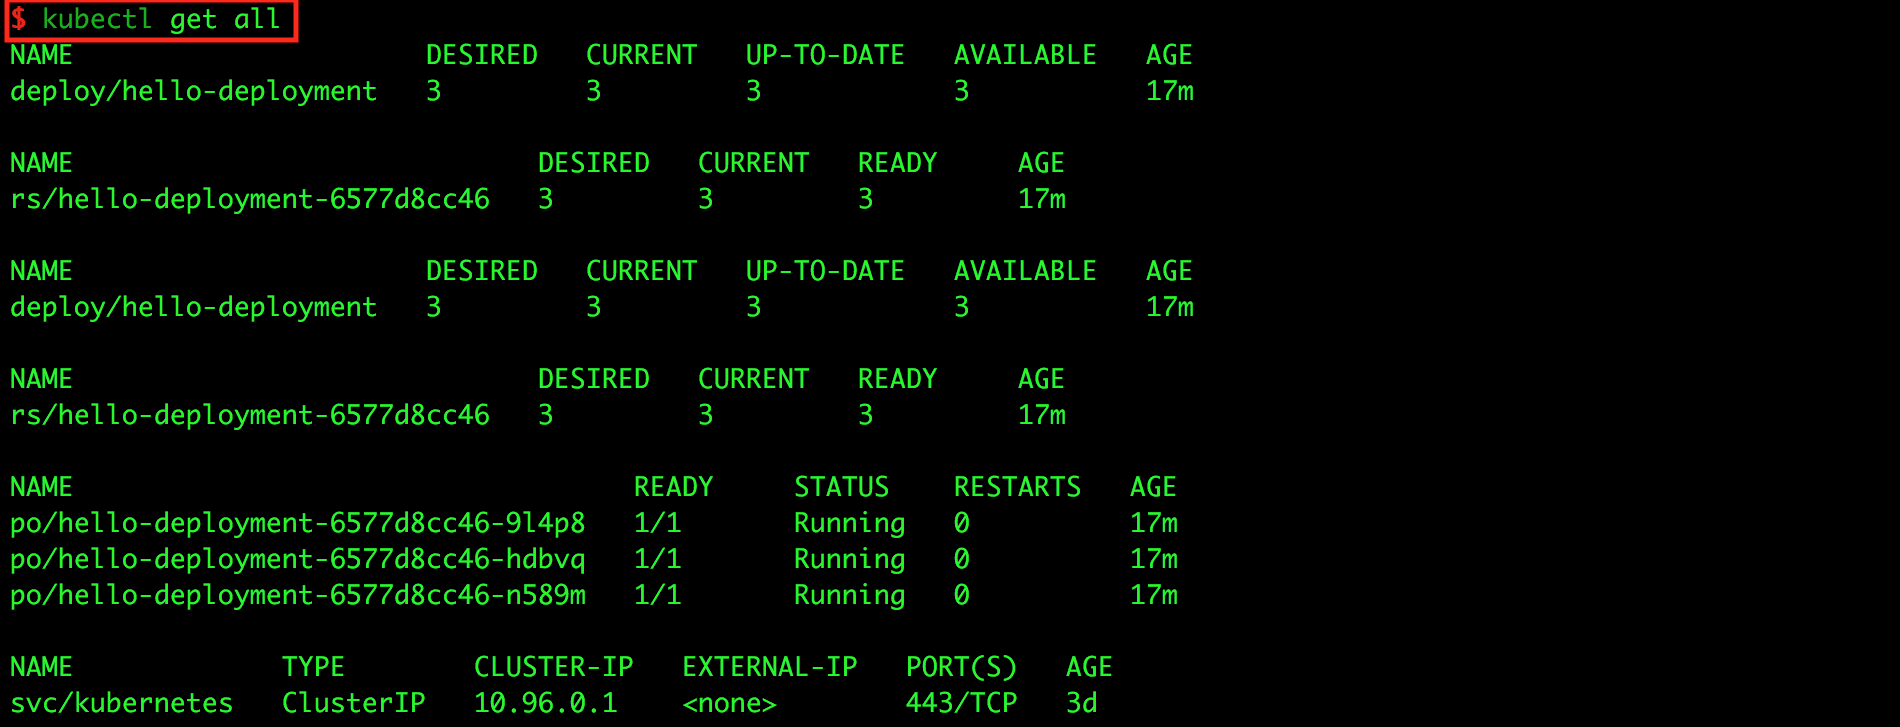 $ kubectl get all
NAME DESIRED CURRENT UP-TO-DATE AVAILABLE AGE
deploy/hello-deployment 3 3 3 3 17m
NAME DESIRED CURRENT READY AGE
rs/hello-deployment-6577d8cc46 3 3 3 17m
NAME DESIRED CURRENT UP-TO-DATE AVAILABLE AGE
deploy/hello-deployment 3 3 3 3 17m
NAME DESIRED CURRENT READY AGE
rs/hello-deployment-6577d8cc46 3 3 3 17m
NAME READY STATUS RESTARTS AGE
po/hello-deployment-6577d8cc46-9l4p8 1/1 Running 0 17m
po/hello-deployment-6577d8cc46-hdbvq 1/1 Running 0 17m
po/hello-deployment-6577d8cc46-n589m 1/1 Running 0 17m
NAME TYPE CLUSTER-IP EXTERNAL-IP PORT(S) AGE
svc/kubernetes ClusterIP 10.96.0.1 <none> 443/TCP 3d